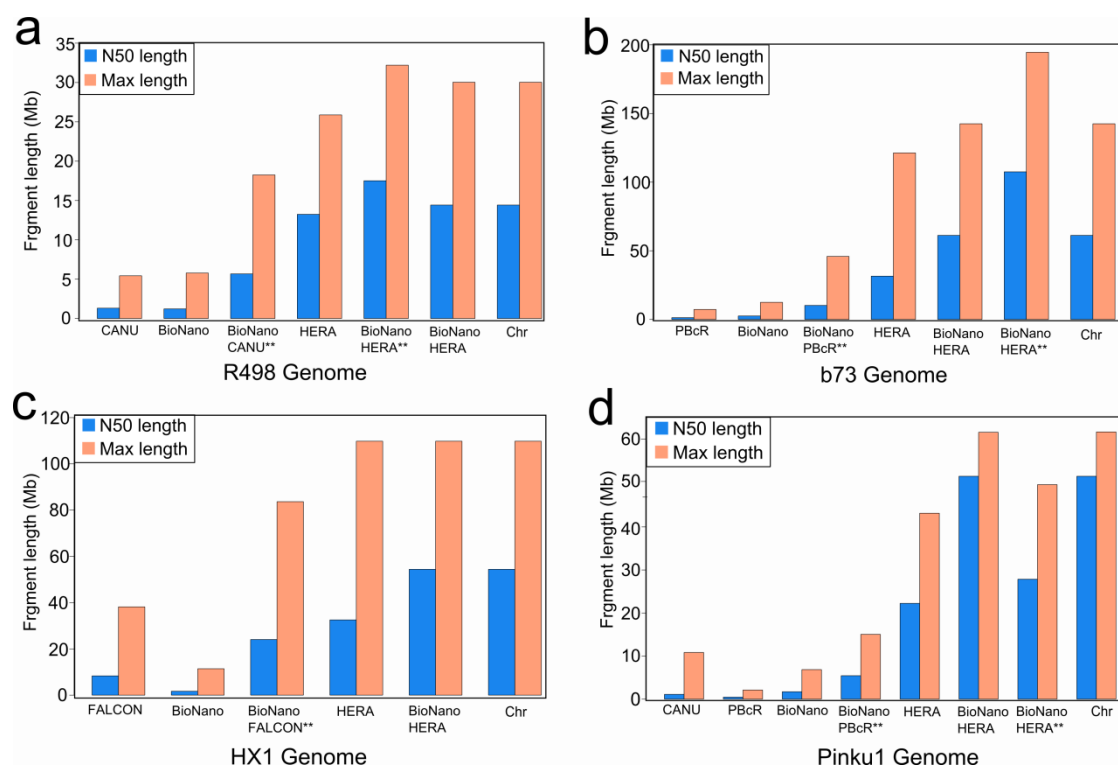 a
35
30
25
20
15
10
5
0
Frgment length (Mb)
N50 length
Max length
CANU
BioNano
BioNano
CANU**
HERA
BioNano
HERA**
BioNano
HERA
Chr
R498 Genome
b
200
150
100
50
0
Frgment length (Mb)
N50 length
Max length
PBcR
BioNano
BioNano
PBcR**
HERA
BioNano
HERA
BioNano
HERA**
Chr
b73 Genome
c
120
100
80
60
40
20
0
Frgment length (Mb)
N50 length
Max length
FALCON
BioNano
BioNano
FALCON**
HERA
BioNano
HERA
Chr
HX1 Genome
d
60
50
40
30
20
10
0
Frgment length (Mb)
N50 length
Max length
CANU
PBcR
BioNano
BioNano
PBcR**
HERA
BioNano
HERA
BioNano
HERA**
Chr
Pinku1 Genome